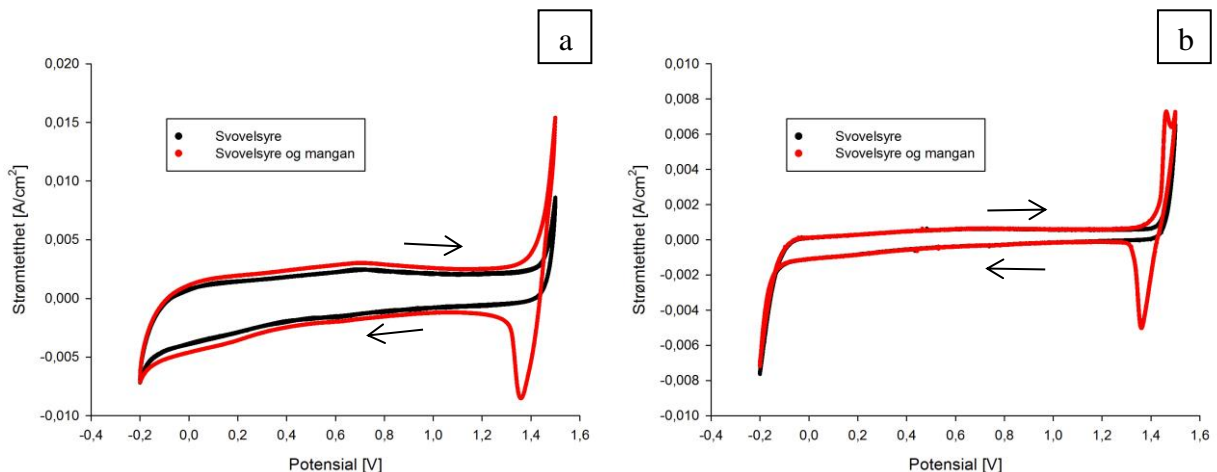 a
0,020
0,015
0,010
0,005
0,000
-0,005
-0,010
Strømtetthet [A/cm2]
Svovelsyre
Svovelsyre og mangan
-0,4 -0,2 0,0 0,2 0,4 0,6 0,8 1,0 1,2 1,4 1,6
Potensial [V]
b
0,010
0,008
0,006
0,004
0,002
0,000
-0,002
-0,004
-0,006
-0,008
-0,010
Strømtetthet [A/cm2]
Svovelsyre
Svovelsyre og mangan
-0,4 -0,2 0,0 0,2 0,4 0,6 0,8 1,0 1,2 1,4 1,6
Potensial [V]